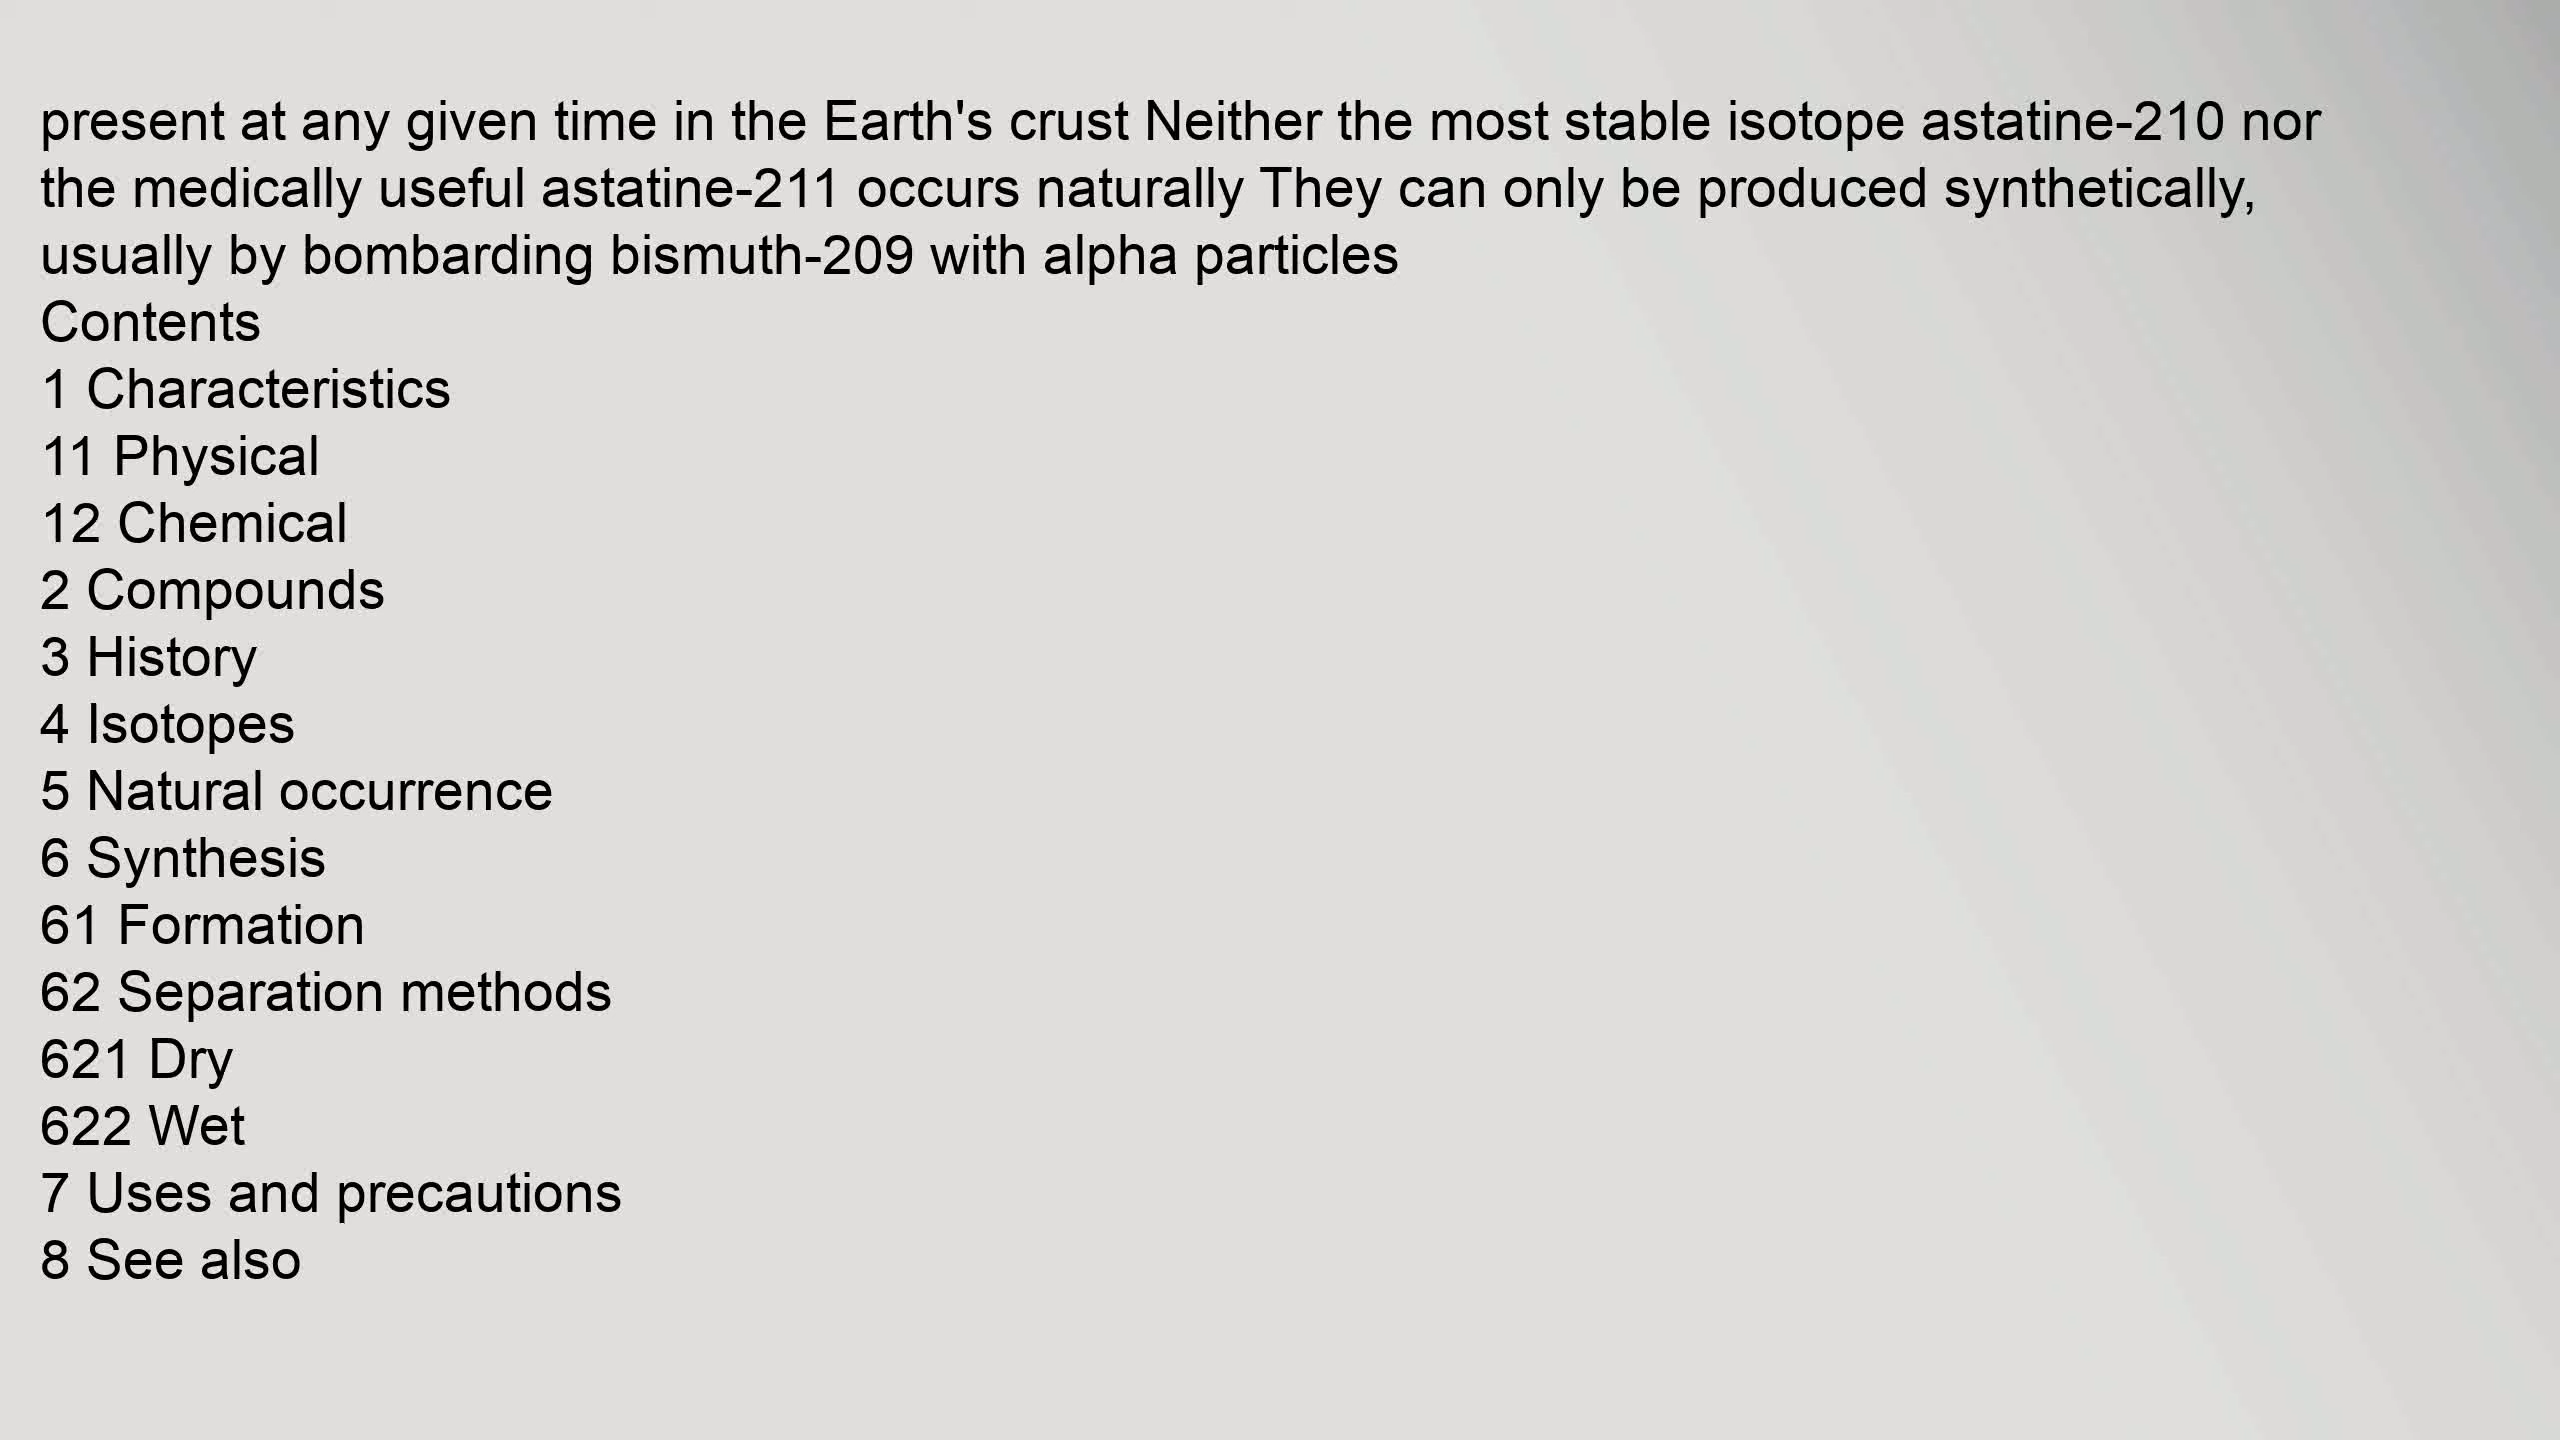 present at any given time in the Earth's crust Neither the most stable isotope astatine-210 nor
the medically useful astatine-211 occurs naturally They can only be produced synthetically,
usually by bombarding bismuth-209 with alpha particles
Contents
1 Characteristics
11 Physical
12 Chemical
2 Compounds
3 History
4 Isotopes
5 Natural occurrence
6 Synthesis
61 Formation
62 Separation methods
621 Dry
622 Wet
7 Uses and precautions
8 See also